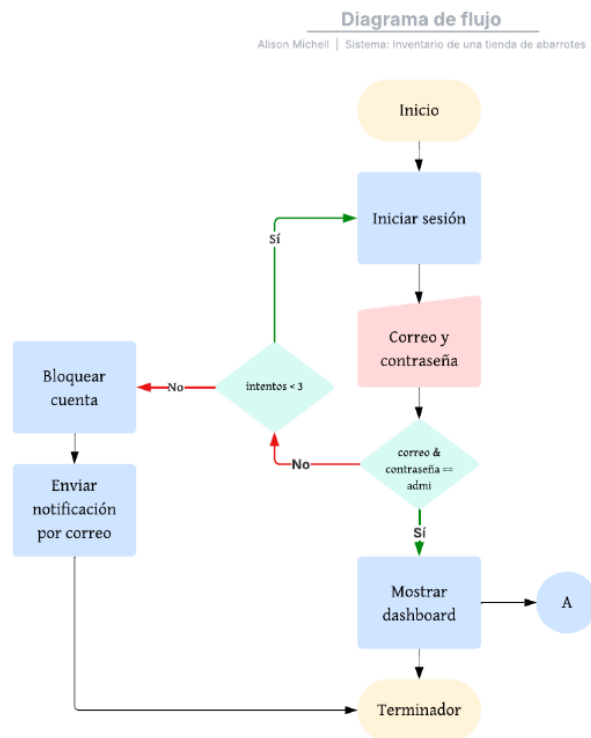 Diagrama de flujo
Alison Michell | Sistema: Inventario de una tienda de abarrotes
Inicio
Iniciar sesión
Sí
Correo y
contraseña
Bloquear
cuenta
No
intentos < 3
correo &
contraseña ==
admi
No
Enviar
notificación
por correo
Sí
Mostrar
dashboard
A
Terminador